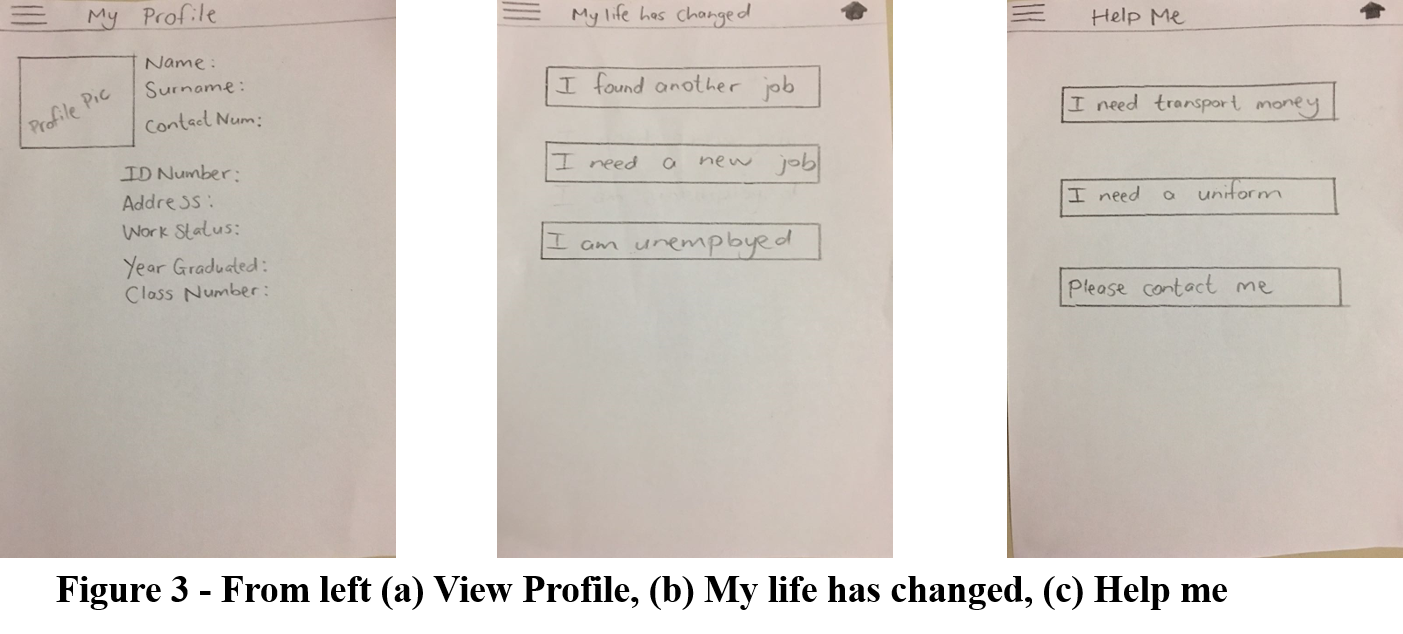 My Profile
Profile Pic
Name:
Surname:
Contact Num:
ID Number:
Address:
Work Status:
Year Graduated:
Class Number:
My life has changed
I found another job
I need a new job
I am unemployed
Help Me
I need transport money
I need a uniform
Please contact me
Figure 3 - From left (a) View Profile, (b) My life has changed, (c) Help me